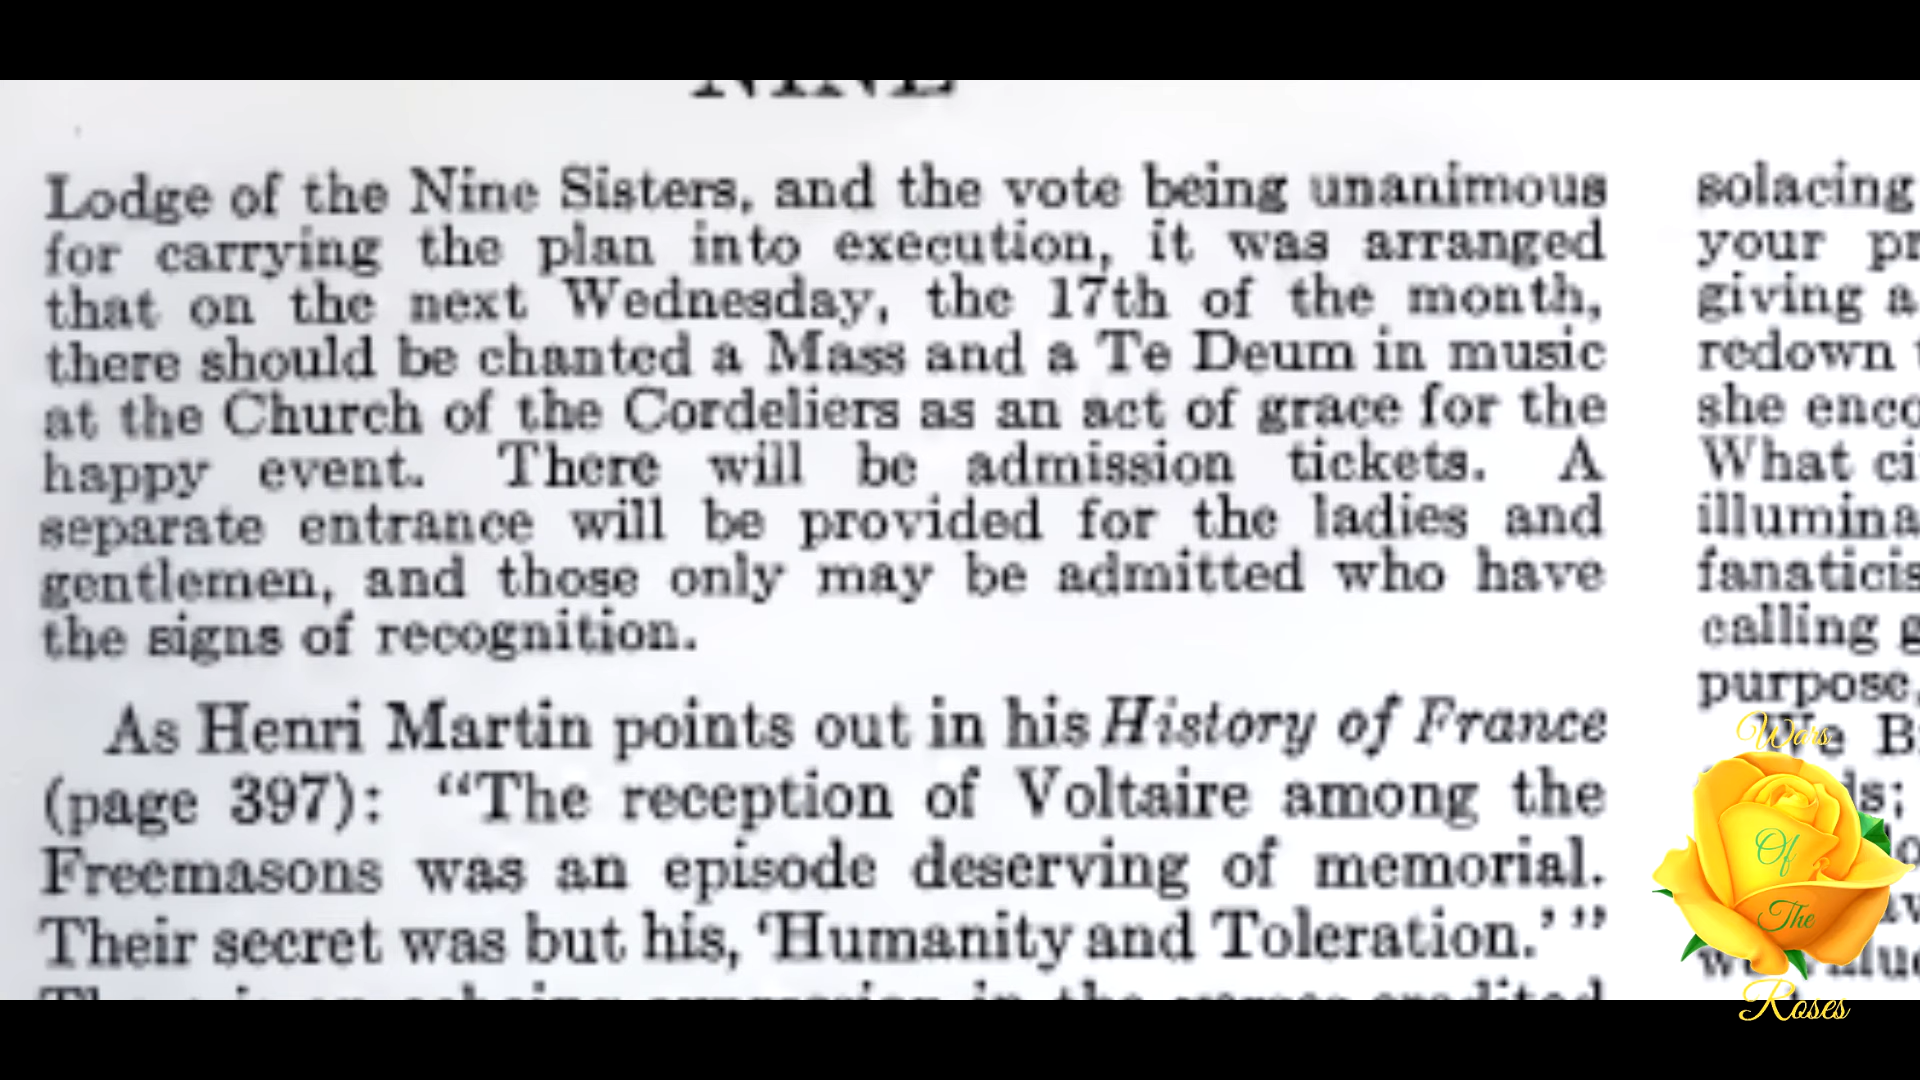 NINE
Lodge of the Nine Sisters, and the vote being unanimous
for carrying the plan into execution, it was arranged
that on the next Wednesday, the 17th of the month,
there should be chanted a Mass and a Te Deum in music
at the Church of the Cordeliers as an act of grace for the
happy event. There will be admission tickets. A
separate entrance will be provided for the ladies and
gentlemen, and those only may be admitted who have
the signs of recognition.
As Henri Martin points out in his History of France
(page 397): “The reception of Voltaire among the
Freemasons was an episode deserving of memorial.
Their secret was but his, ‘Humanity and Toleration.’”
solacing
your pr
giving a
redown
she enco
What ci
illumina
fanaticis
calling g
purpose,
Wars
Of
The
Roses